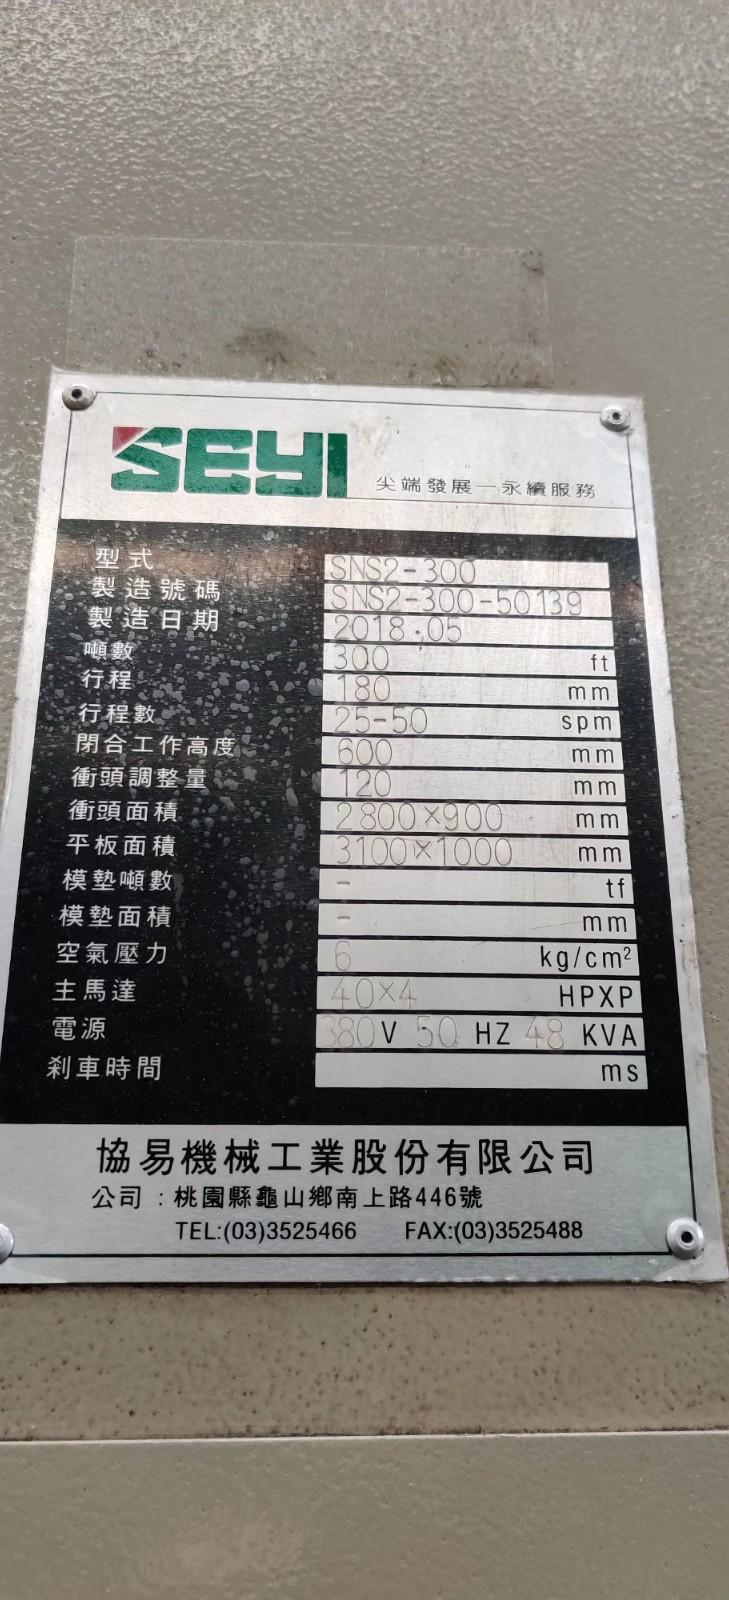 SEYI 尖端發展－永續服務
型式 SNS2-300
製造號碼 SNS2-300-50139
製造日期 2018.05
噸數 300 ft
行程 180 mm
行程數 25-50 spm
閉合工作高度 600 mm
衝頭調整量 120 mm
衝頭面積 2800×900 mm
平板面積 3100×1000 mm
模墊噸數 - tf
模墊面積 - mm
空氣壓力 6 kg/cm²
主馬達 40×4 HPXP
電源 380 V 50 HZ 48 KVA
剎車時間 ms
協易機械工業股份有限公司
公司：桃園縣龜山鄉南上路446號
TEL:(03)3525466 FAX:(03)3525488